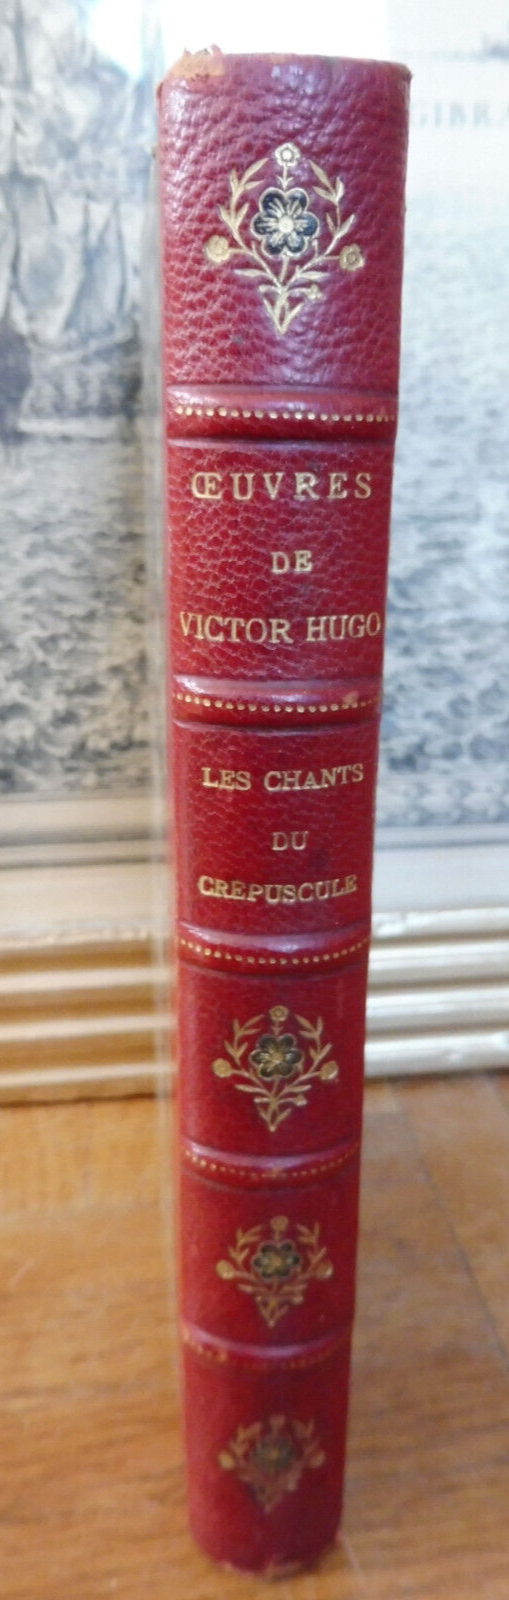 ŒUVRES
DE
VICTOR HUGO
LES CHANTS
DU
CRÉPUSCULE